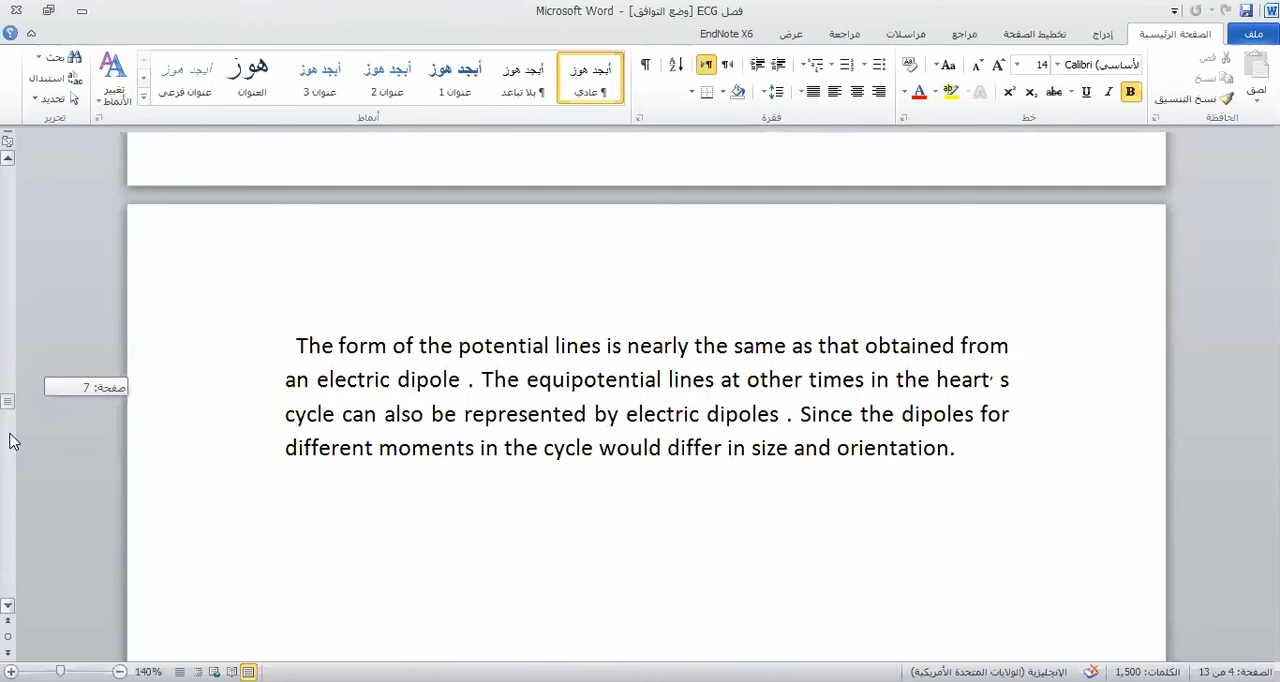 فصل ECG [وضع التوافق] - Microsoft Word
ملف
الصفحة الرئيسية
إدراج
تخطيط الصفحة
مراجع
مراسلات
مراجعة
عرض
EndNote X6
لصق
قص
نسخ
نسخ التنسيق
الحافظة
Calibri (الأساسي
14
Aa
B I U abc x₂ x² A ab A
خط
فقرة
أبجد هوز
¶ عادي
أبجد هوز
¶ بلا تباعد
أبجد هوز
عنوان 1
أبجد هوز
عنوان 2
أبجد هوز
عنوان 3
هوز
العنوان
أبجد هوز
عنوان فرعي
تغيير
الأنماط
أنماط
بحث
استبدال
تحديد
تحرير
The form of the potential lines is nearly the same as that obtained from
an electric dipole . The equipotential lines at other times in the heart, s
cycle can also be represented by electric dipoles . Since the dipoles for
different moments in the cycle would differ in size and orientation.
صفحة: 7
الصفحة: 4 من 13
الكلمات: 1,500
الإنجليزية (الولايات المتحدة الأمريكية)
140%